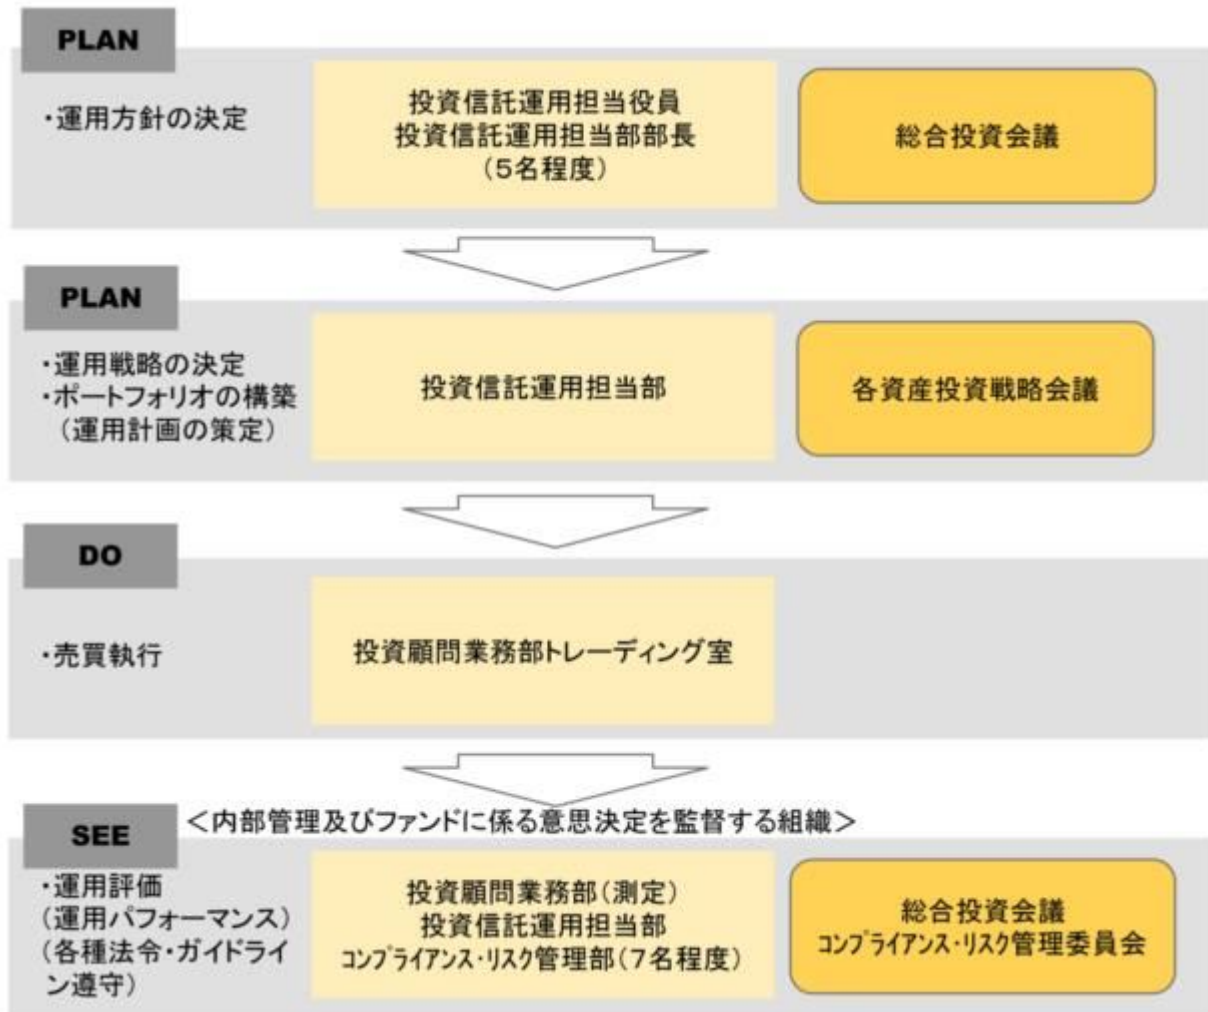 PLAN
・運用方針の決定
投資信託運用担当役員
投資信託運用担当部部長
(5名程度)
総合投資会議
PLAN
・運用戦略の決定
・ポートフォリオの構築
(運用計画の策定)
投資信託運用担当部
各資産投資戦略会議
DO
・売買執行
投資顧問業務部トレーディング室
SEE
＜内部管理及びファンドに係る意思決定を監督する組織＞
・運用評価
(運用パフォーマンス)
(各種法令・ガイドライ
ン遵守)
投資顧問業務部(測定)
投資信託運用担当部
コンプライアンス・リスク管理部(7名程度)
総合投資会議
コンプライアンス・リスク管理委員会